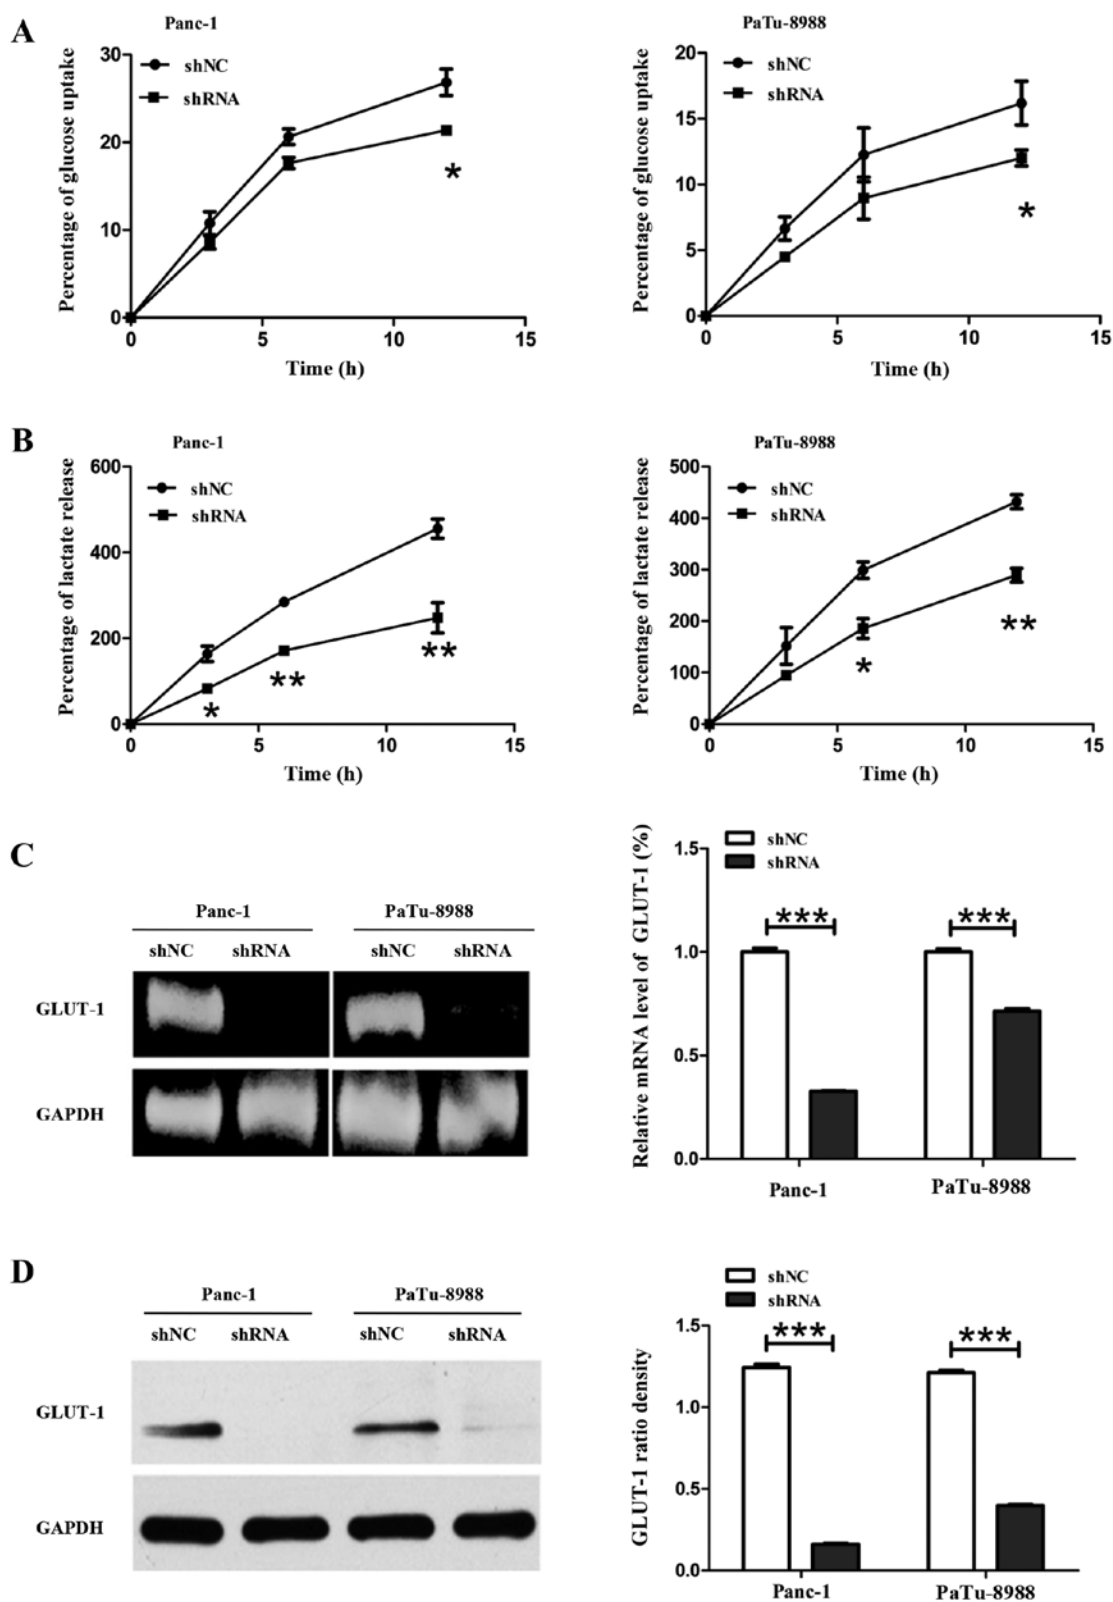 A
Panc-1
shNC
shRNA
Percentage of glucose uptake
30
20
10
0
*
0 5 10 15
Time (h)
PaTu-8988
shNC
shRNA
Percentage of glucose uptake
20
15
10
5
0
*
0 5 10 15
Time (h)
B
Panc-1
shNC
shRNA
Percentage of lactate release
600
400
200
0
* ** **
0 5 10 15
Time (h)
PaTu-8988
shNC
shRNA
Percentage of lactate release
500
400
300
200
100
0
* **
0 5 10 15
Time (h)
C
Panc-1 PaTu-8988
shNC shRNA shNC shRNA
GLUT-1
GAPDH
shNC
shRNA
Relative mRNA level of GLUT-1 (%)
1.5
1.0
0.5
0.0
*** ***
Panc-1 PaTu-8988
D
Panc-1 PaTu-8988
shNC shRNA shNC shRNA
GLUT-1
GAPDH
shNC
shRNA
GLUT-1 ratio density
1.5
1.0
0.5
0.0
*** ***
Panc-1 PaTu-8988